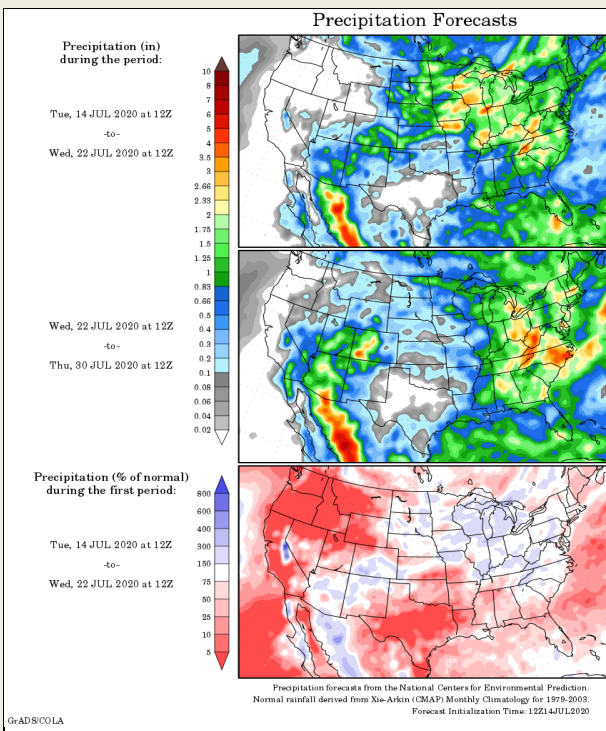 Precipitation Forecasts
Precipitation (in)
during the period:
Tue, 14 JUL 2020 at 12Z
-to-
Wed, 22 JUL 2020 at 12Z
10
8
7
6
5
4
3.5
3
2.66
2.33
2
1.75
1.5
1.25
1
0.83
0.66
0.5
0.4
0.3
0.2
0.1
0.08
0.06
0.04
0.02
Wed, 22 JUL 2020 at 12Z
-to-
Thu, 30 JUL 2020 at 12Z
Precipitation (% of normal)
during the first period:
Tue, 14 JUL 2020 at 12Z
-to-
Wed, 22 JUL 2020 at 12Z
800
600
400
300
150
75
50
25
10
5
Precipitation forecasts from the National Centers for Environmental Prediction.
Normal rainfall derived from Xie-Arkin (CMAP) Monthly Climatology for 1979-2003.
Forecast Initialization Time: 12Z14JUL2020
GrADS/COLA